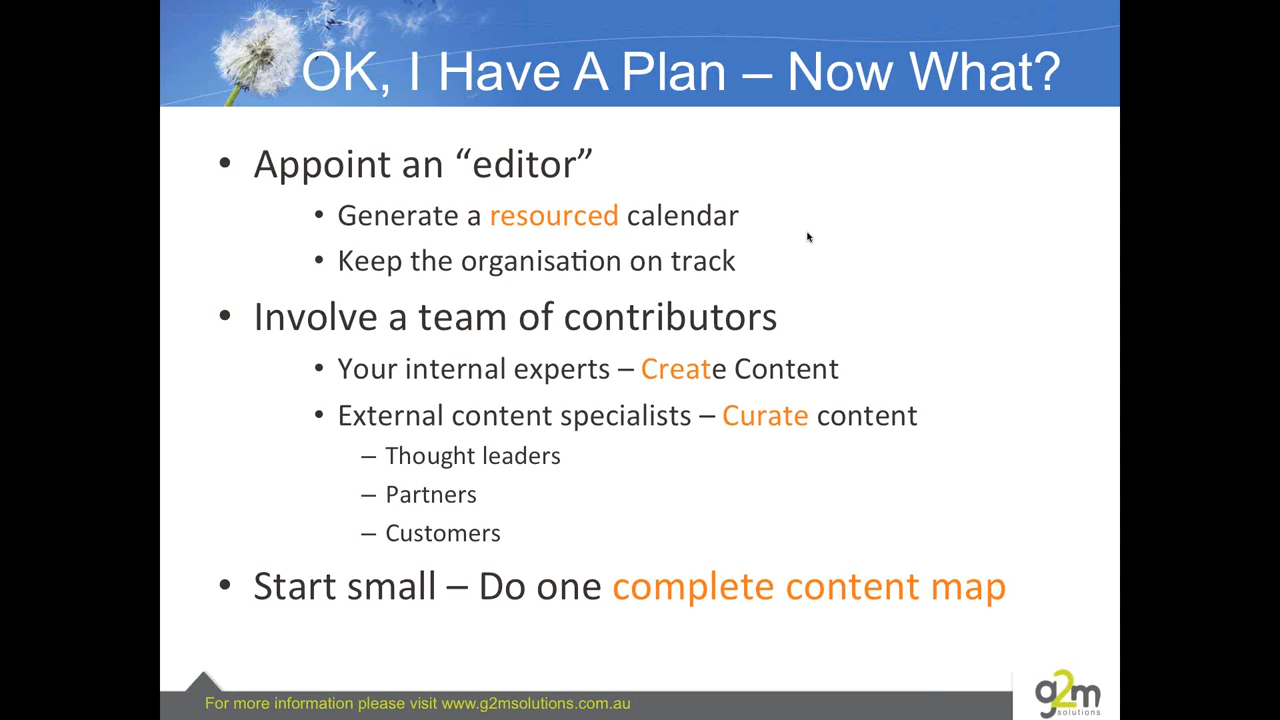 OK, I Have A Plan – Now What?
• Appoint an “editor”
• Generate a resourced calendar
• Keep the organisation on track
• Involve a team of contributors
• Your internal experts – Create Content
• External content specialists – Curate content
– Thought leaders
– Partners
– Customers
• Start small – Do one complete content map
For more information please visit www.g2msolutions.com.au
g2m
solutions